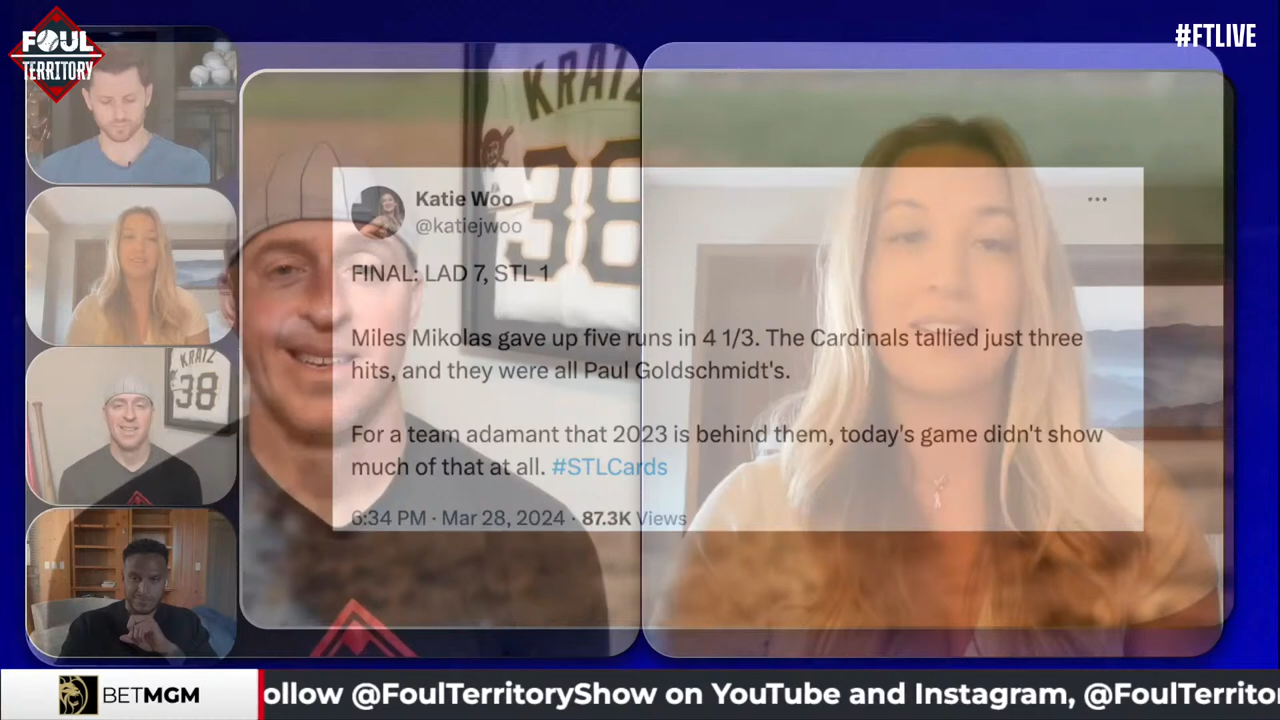 FOUL
TERRITORY
#FTLIVE
KRATZ
38
Katie Woo
@katiejwoo
FINAL: LAD 7, STL 1
Miles Mikolas gave up five runs in 4 1/3. The Cardinals tallied just three
hits, and they were all Paul Goldschmidt's.
For a team adamant that 2023 is behind them, today's game didn't show
much of that at all. #STLCards
6:34 PM · Mar 28, 2024 · 87.3K Views
KRATZ
38
BETMGM
ollow @FoulTerritoryShow on YouTube and Instagram, @FoulTerrito